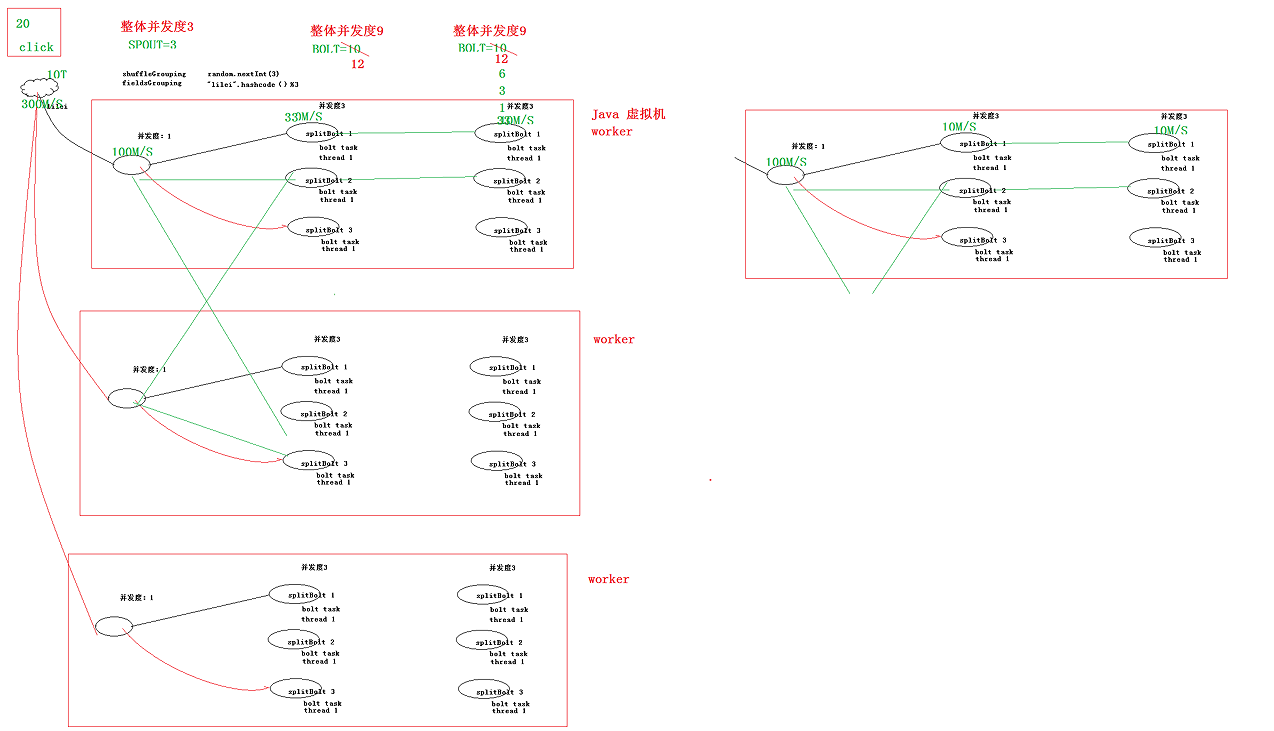 20
click
整体并发度3
SPOUT=3
整体并发度9
BOLT=10
12
整体并发度9
BOLT=10
12
6
3
1
10T
300M/S
lilei
shuffleGrouping random.nextInt(3)
fieldsGrouping "lilei".hashcode()%3
并发度：1
100M/S
并发度3
33M/S
splitBolt 1
bolt task
thread 1
splitBolt 2
bolt task
thread 1
splitBolt 3
bolt task
thread 1
并发度3
splitBolt 1
bolt task
thread 1
splitBolt 2
bolt task
thread 1
splitBolt 3
bolt task
thread 1
Java 虚拟机
worker
并发度：1
100M/S
并发度3
10M/S
splitBolt 1
bolt task
thread 1
splitBolt 2
bolt task
thread 1
splitBolt 3
bolt task
thread 1
并发度3
10M/S
splitBolt 1
bolt task
thread 1
splitBolt 2
bolt task
thread 1
splitBolt 3
bolt task
thread 1
并发度：1
并发度3
splitBolt 1
bolt task
thread 1
splitBolt 2
bolt task
thread 1
splitBolt 3
bolt task
thread 1
并发度3
splitBolt 1
bolt task
thread 1
splitBolt 2
bolt task
thread 1
splitBolt 3
bolt task
thread 1
worker
并发度：1
并发度3
splitBolt 1
bolt task
thread 1
splitBolt 2
bolt task
thread 1
splitBolt 3
bolt task
thread 1
并发度3
splitBolt 1
bolt task
thread 1
splitBolt 2
bolt task
thread 1
splitBolt 3
bolt task
thread 1
worker